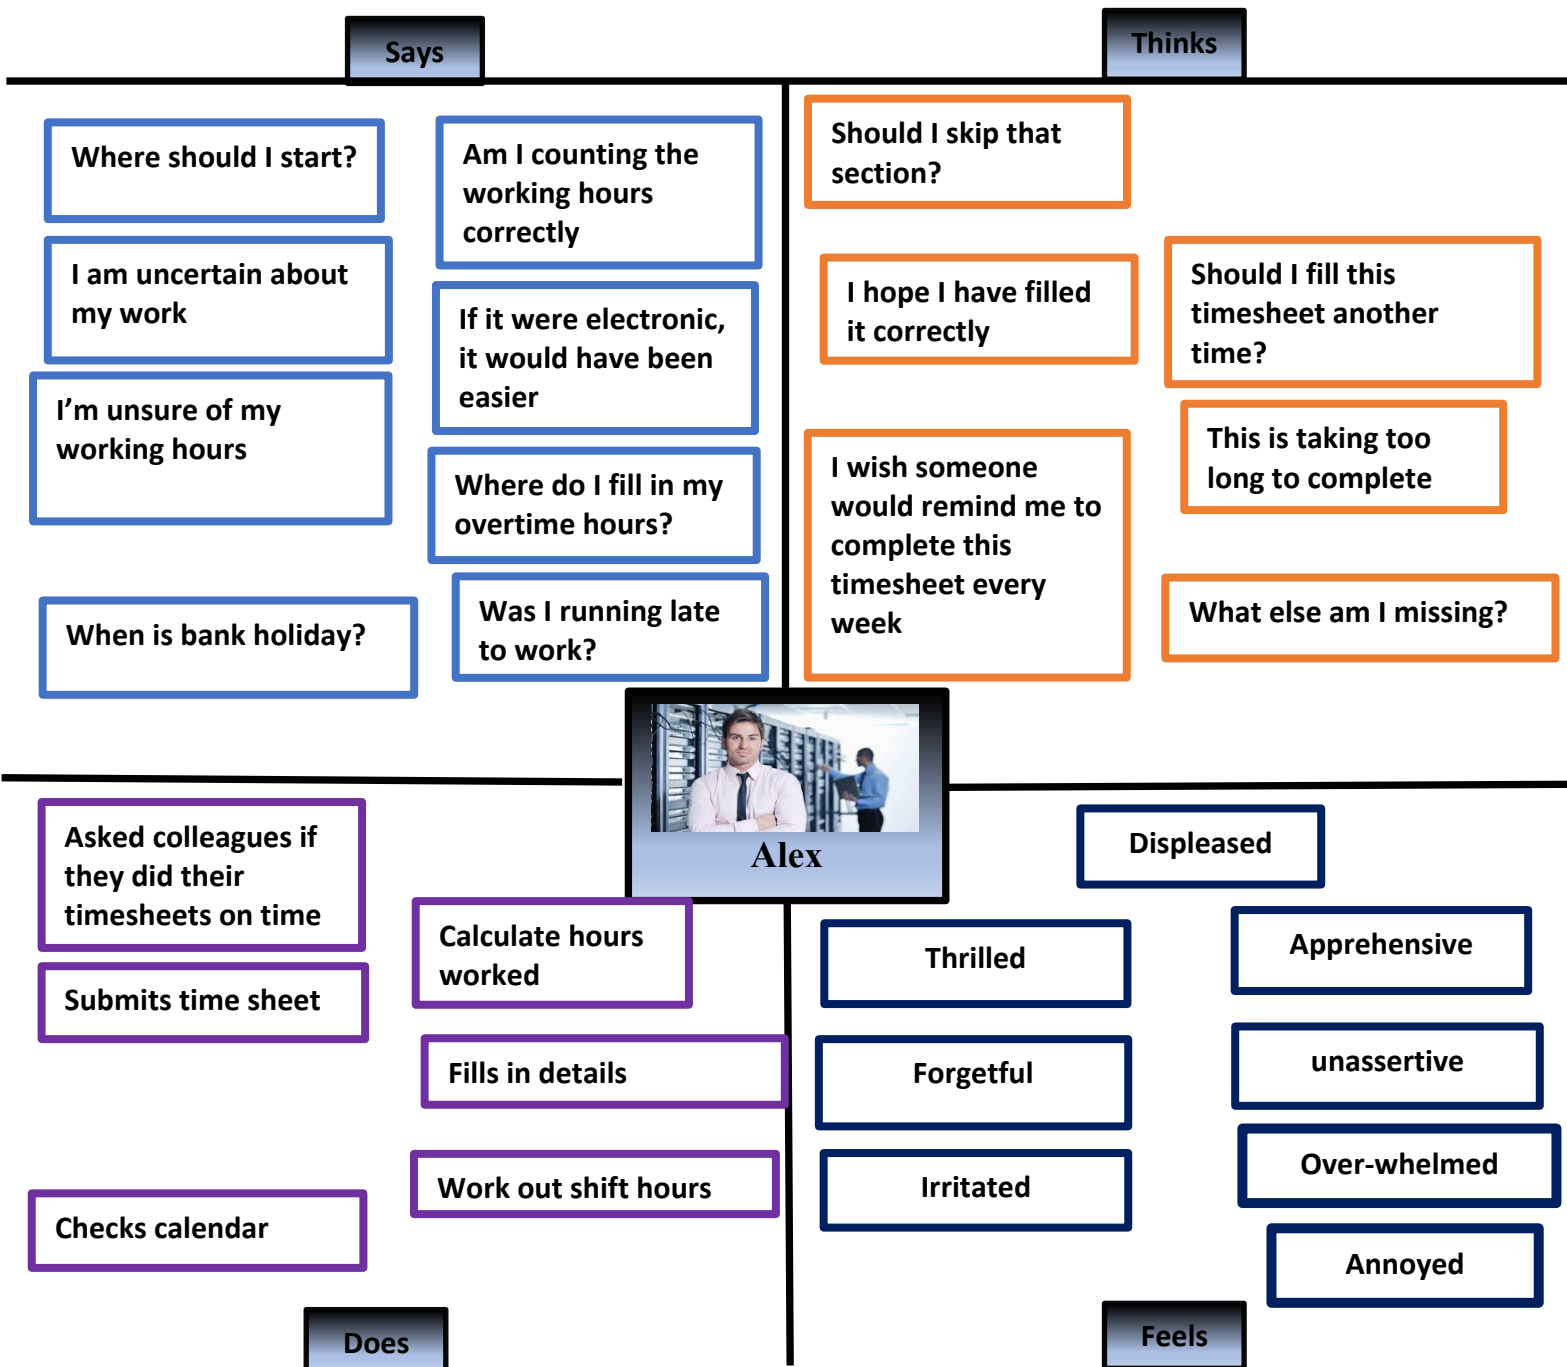 Says
Where should I start?
I am uncertain about
my work
I’m unsure of my
working hours
When is bank holiday?
Am I counting the
working hours
correctly
If it were electronic,
it would have been
easier
Where do I fill in my
overtime hours?
Was I running late
to work?
Thinks
Should I skip that
section?
I hope I have filled
it correctly
I wish someone
would remind me to
complete this
timesheet every
week
Should I fill this
timesheet another
time?
This is taking too
long to complete
What else am I missing?
Alex
Asked colleagues if
they did their
timesheets on time
Submits time sheet
Checks calendar
Calculate hours
worked
Fills in details
Work out shift hours
Does
Displeased
Thrilled
Forgetful
Irritated
Apprehensive
unassertive
Over-whelmed
Annoyed
Feels